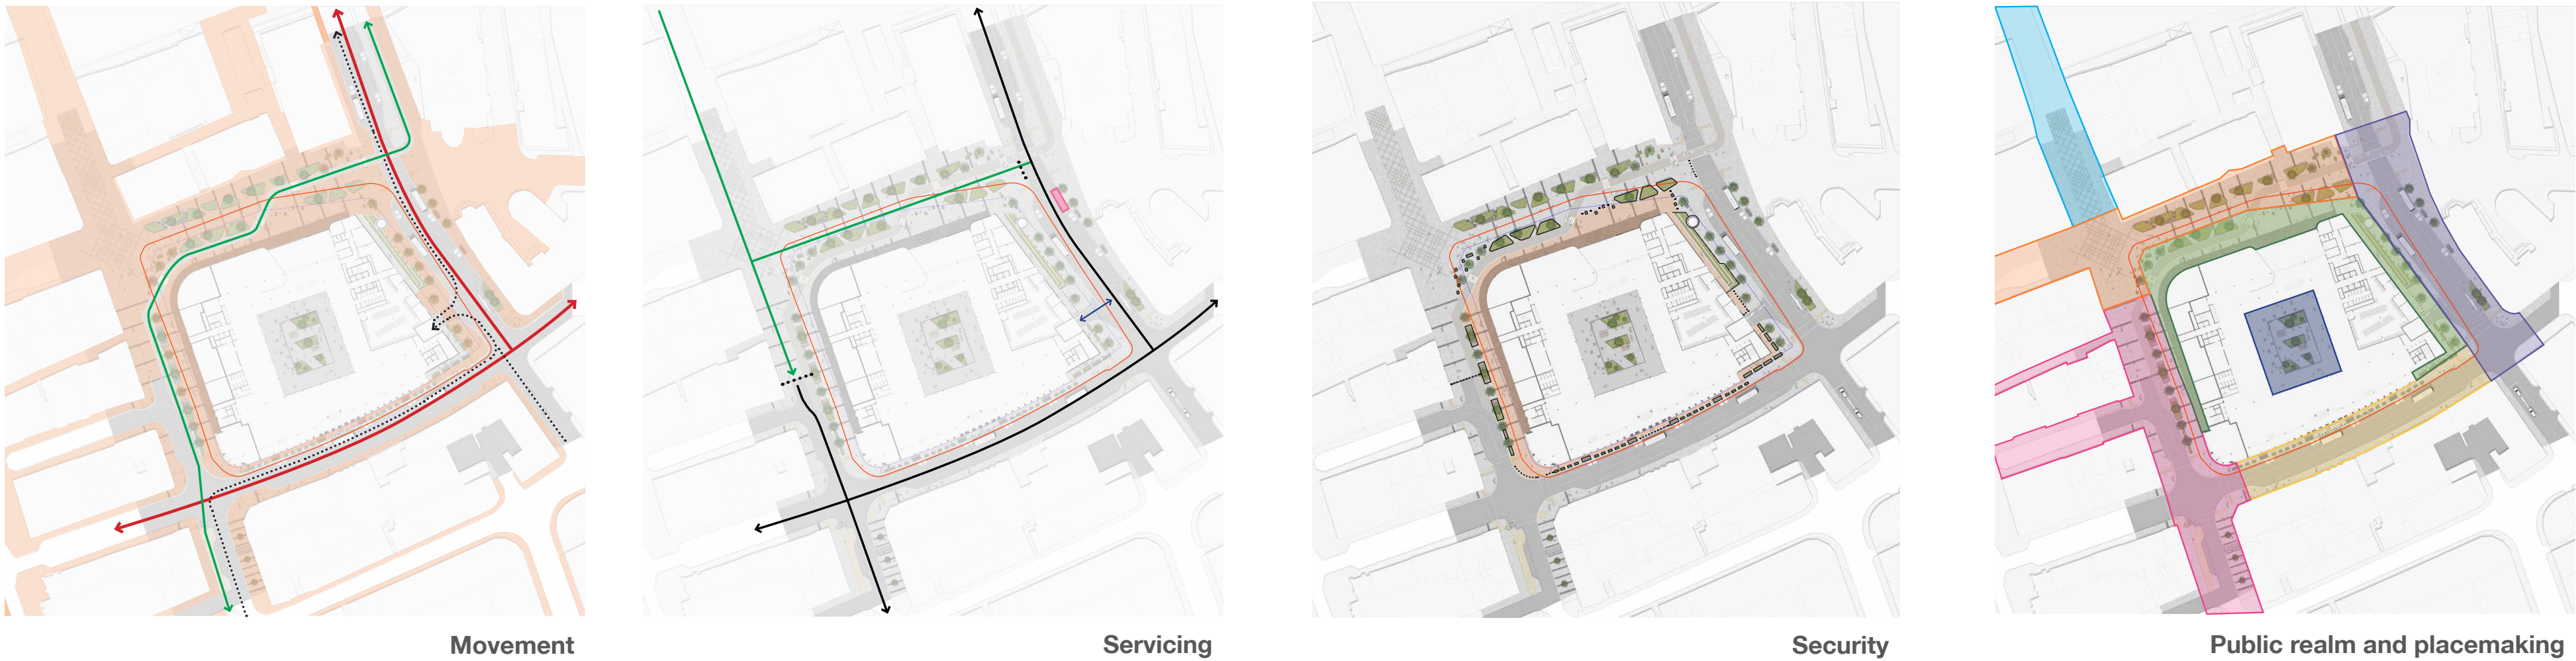 Movement
Servicing
Security
Public realm and placemaking